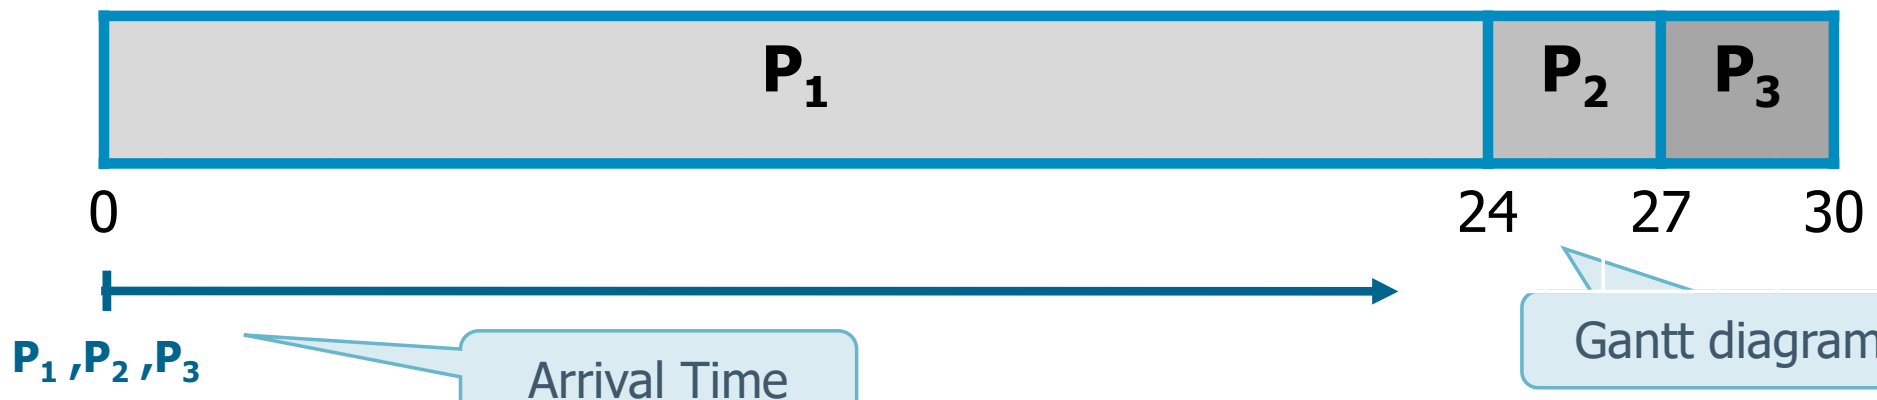 P₁ P₂ P₃
0 24 27 30
P₁ ,P₂ ,P₃
Arrival Time
Gantt diagram